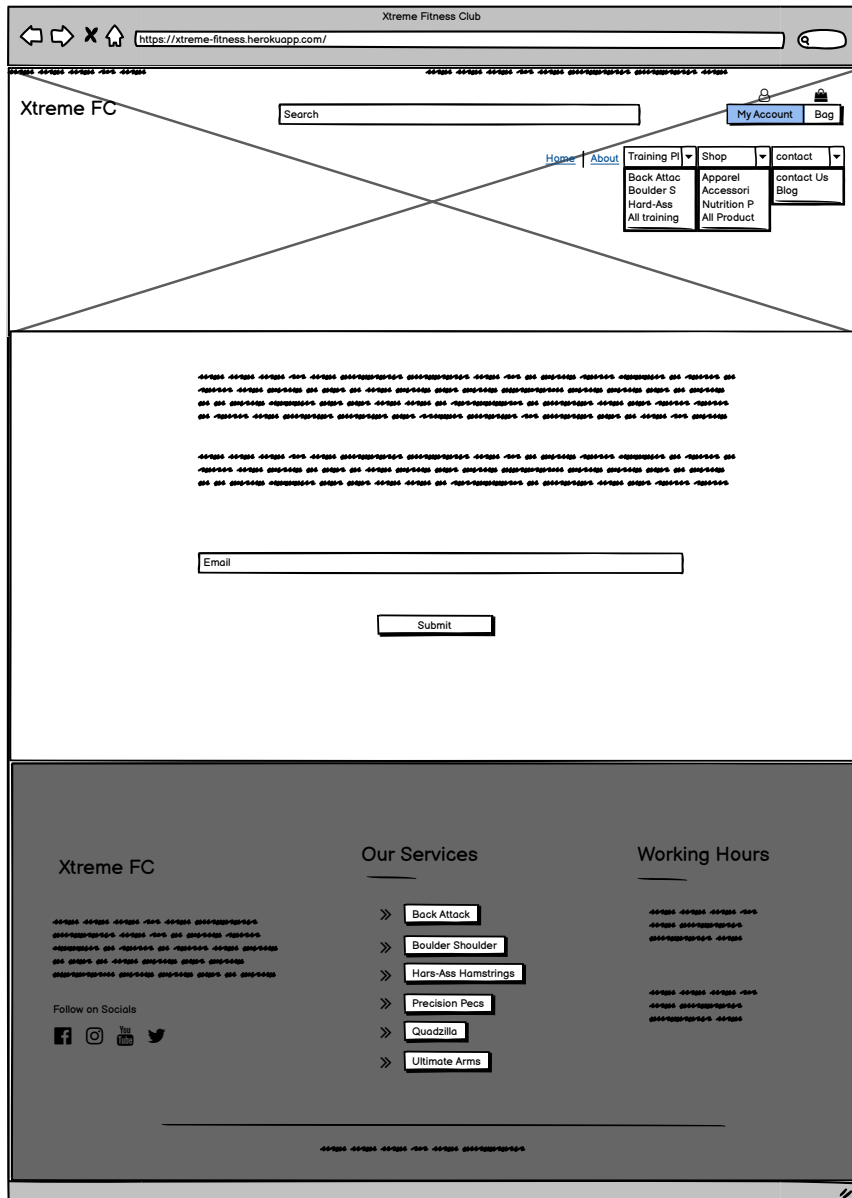 Xtreme Fitness Club
https://xtreme-fitness.herokuapp.com/
Xtreme FC
Search
My Account
Bag
Home
About
Training Pl
Shop
contact
Back Attac
Boulder S
Hard-Ass
All training
Apparel
Accessori
Nutrition P
All Product
contact Us
Blog
Email
Submit
Xtreme FC
Follow on Socials
You
Tube
Our Services
Back Attack
Boulder Shoulder
Hars-Ass Hamstrings
Precision Pecs
Quadzilla
Ultimate Arms
Working Hours